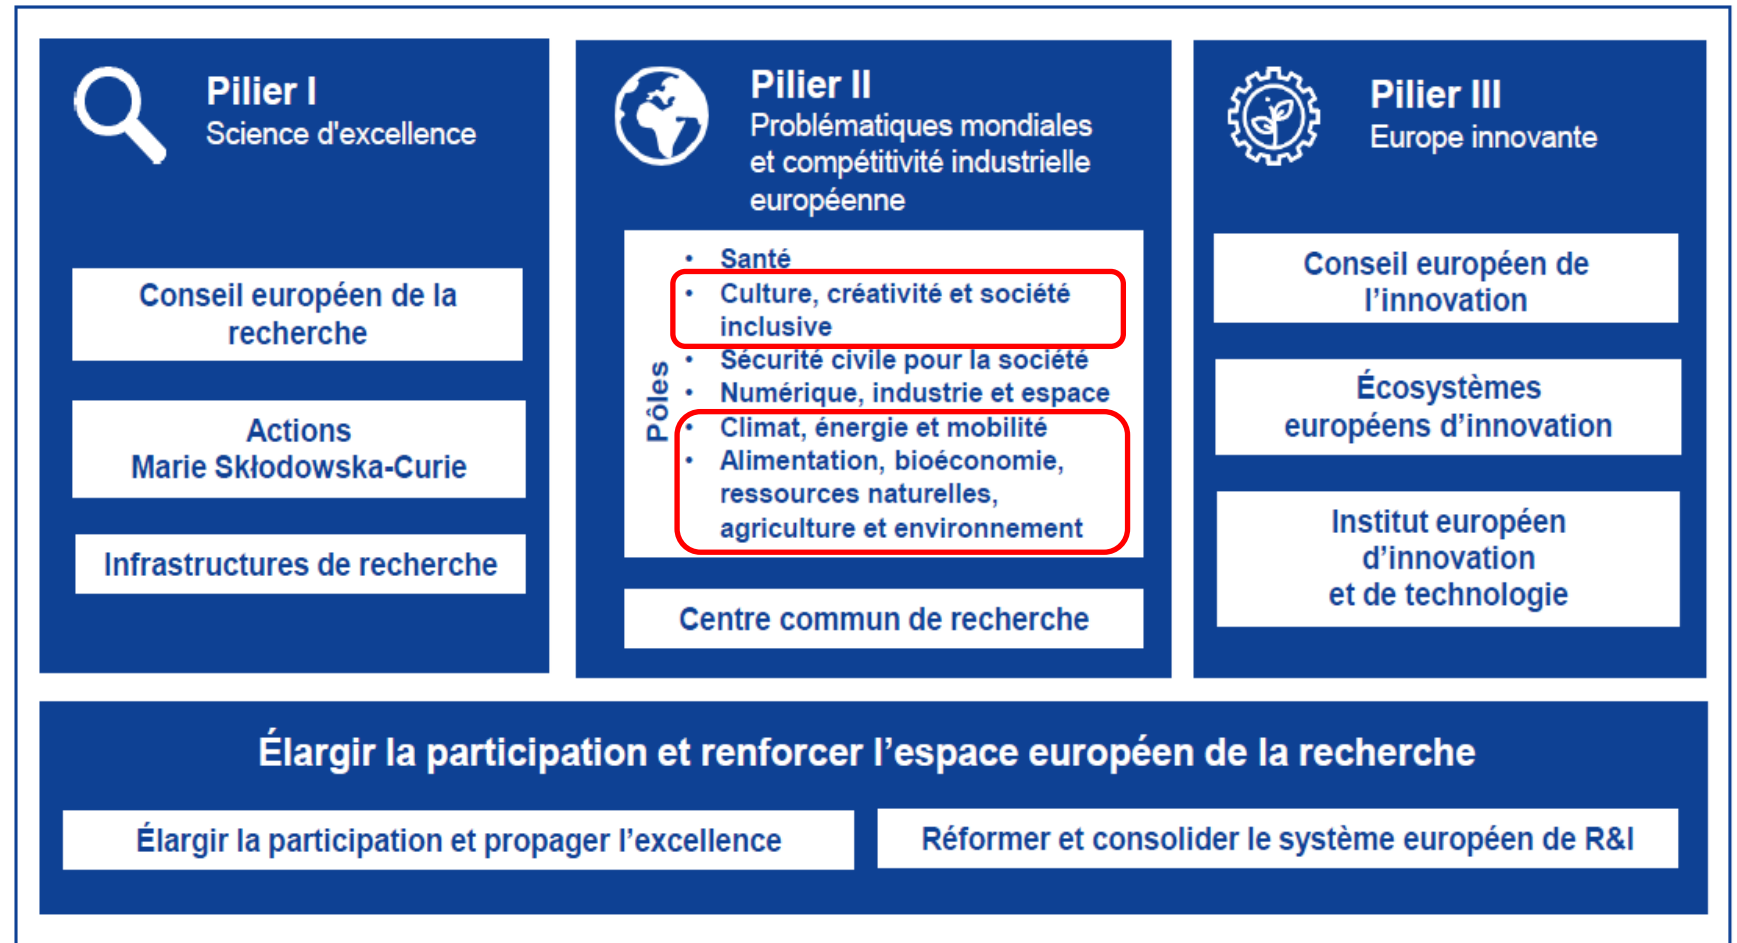 Pilier I
Science d'excellence
Conseil européen de la
recherche
Actions
Marie Skłodowska-Curie
Infrastructures de recherche
Pilier II
Problématiques mondiales
et compétitivité industrielle
européenne
Pôles
• Santé
• Culture, créativité et société
inclusive
• Sécurité civile pour la société
• Numérique, industrie et espace
• Climat, énergie et mobilité
• Alimentation, bioéconomie,
ressources naturelles,
agriculture et environnement
Centre commun de recherche
Pilier III
Europe innovante
Conseil européen de
l’innovation
Écosystèmes
européens d’innovation
Institut européen
d’innovation
et de technologie
Élargir la participation et renforcer l’espace européen de la recherche
Élargir la participation et propager l’excellence
Réformer et consolider le système européen de R&I